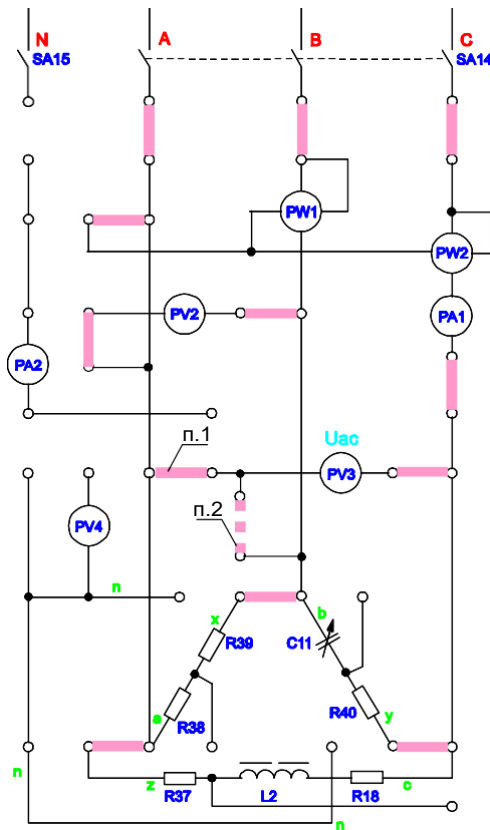 N A B C
SA15 SA14
PW1
PW2
PV2 PA1
PA2
Uac
п.1
PV3
п.2
PV4
n
x b
R39 C11
a R38 R40 y
n z R37 L2 R18 c
n